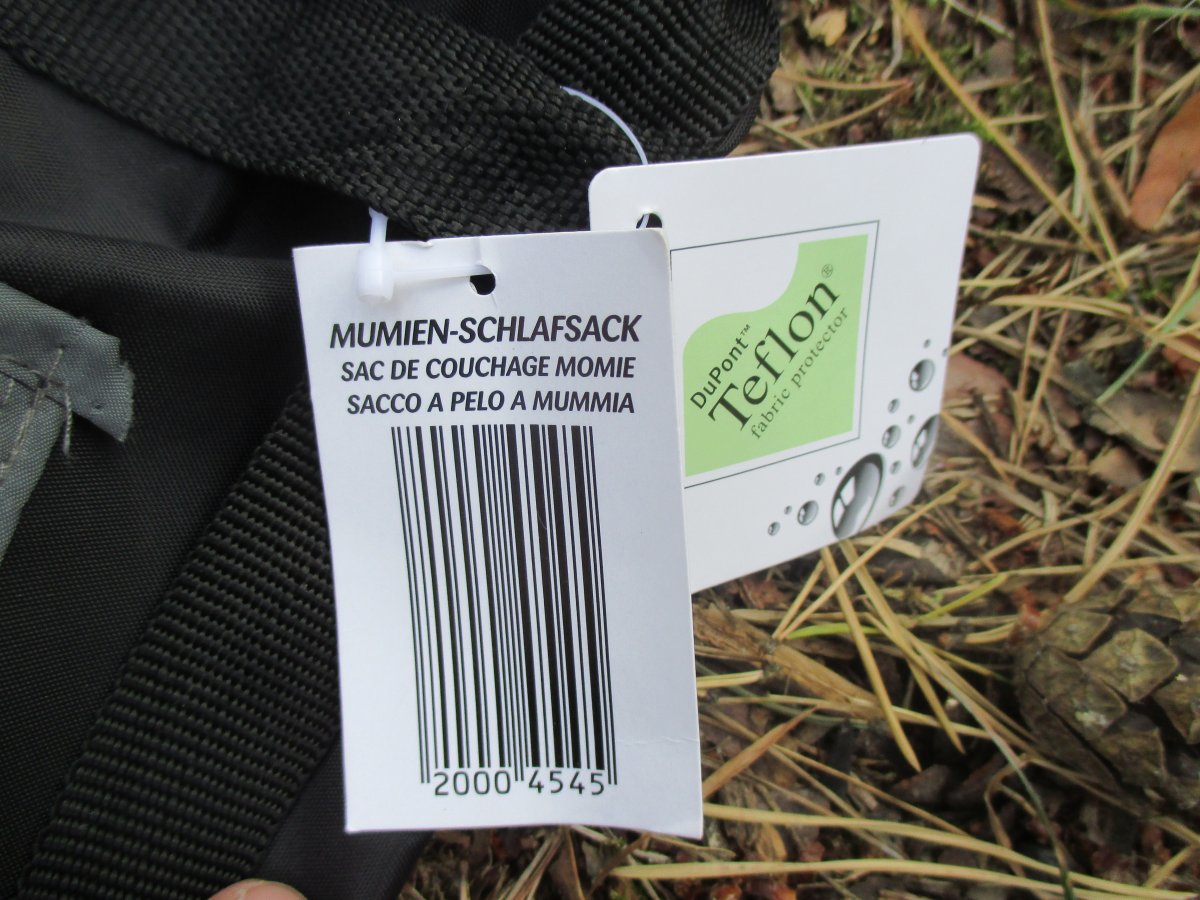 MUMIEN-SCHLAFSACK
SAC DE COUCHAGE MOMIE
SACCO A PELO A MUMMIA
2000 4545
DuPont™
Teflon®
fabric protector